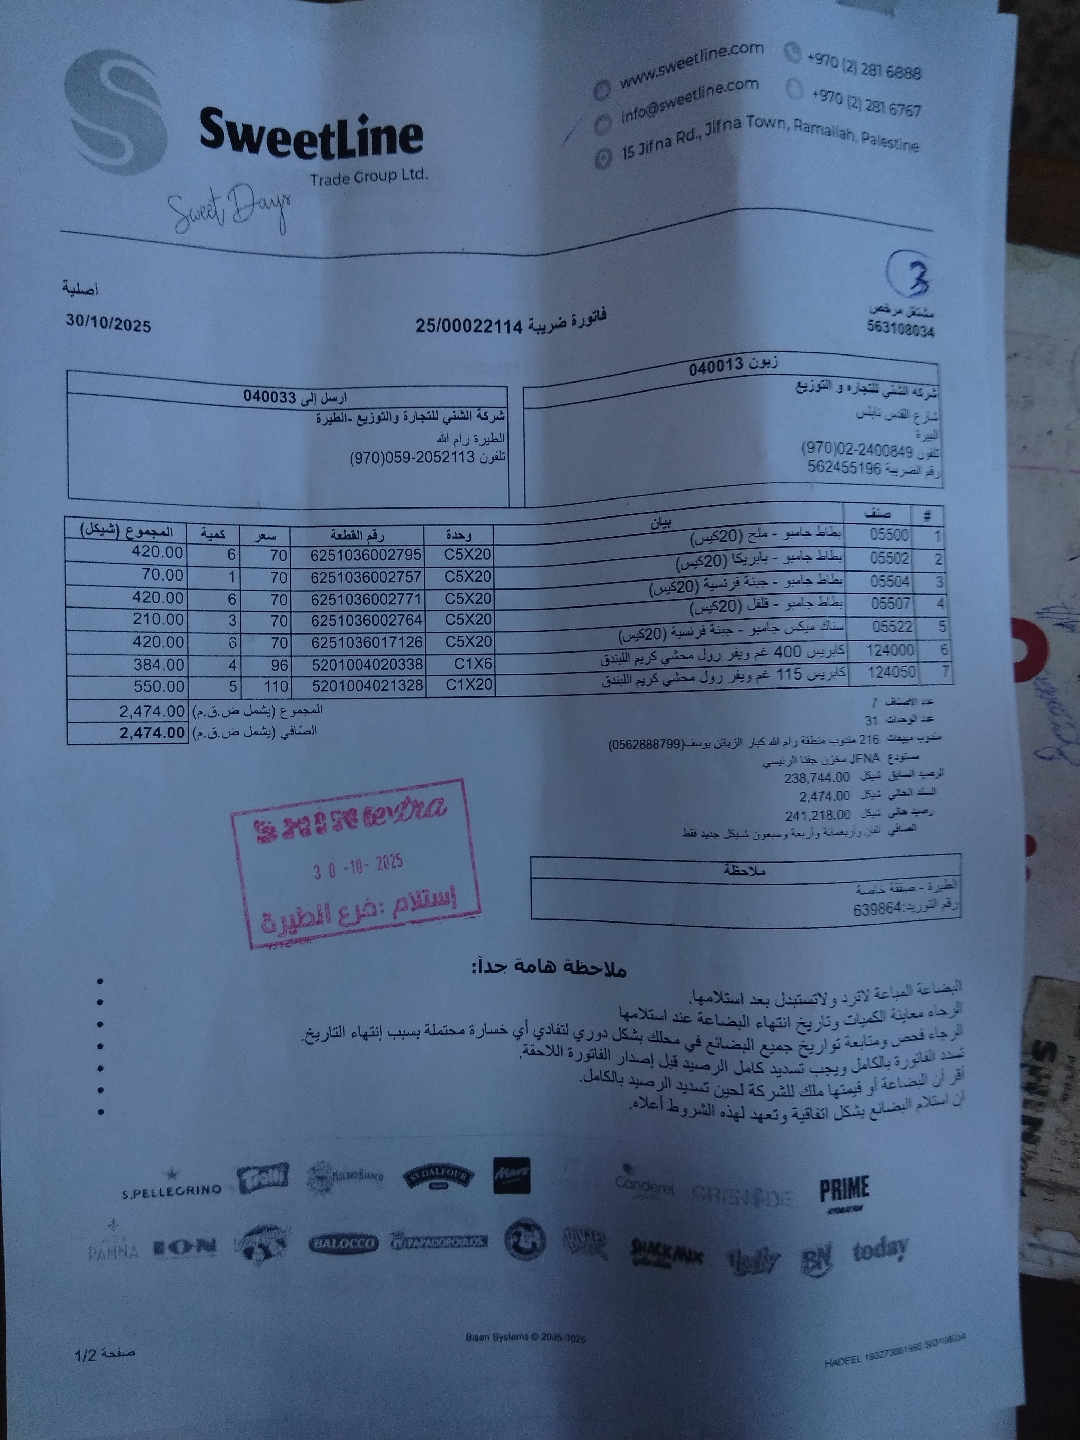 SweetLine
Trade Group Ltd.
Sweet Days
www.sweetline.com +970 (2) 281 6888
info@sweetline.com +970 (2) 281 6767
15 Jifna Rd., Jifna Town, Ramallah, Palestine
3
اصلية
مشتغل مرخص
30/10/2025 فاتورة ضريبة 25/00022114 563108034
زبون 040013
شركه الشني للتجاره و التوزيع
شارع القدس نابلس
البيرة
تلفون 02-2400849(970)
رقم الضريبة 562455196
ارسل إلى 040033
شركة الشني للتجارة والتوزيع -الطيرة
الطيرة رام الله
تلفون 059-2052113(970)
# صنف بيان وحدة رقم القطعة سعر كمية المجموع (شيكل)
1 05500 بطاط جامبو - ملح (20كيس) C5X20 6251036002795 70 6 420.00
2 05502 بطاط جامبو - بابريكا (20كيس) C5X20 6251036002757 70 1 70.00
3 05504 بطاط جامبو - جبنة فرنسية (20كيس) C5X20 6251036002771 70 6 420.00
4 05507 بطاط جامبو - فلفل (20كيس) C5X20 6251036002764 70 3 210.00
5 05522 سناك ميكس جامبو - جبنة فرنسية (20كيس) C5X20 6251036017126 70 6 420.00
6 124000 كابريس 400 غم ويفر رول محشي كريم البندق C1X6 5201004020338 96 4 384.00
7 124050 كابريس 115 غم ويفر رول محشي كريم البندق C1X20 5201004021328 110 5 550.00
المجموع (يشمل ض.ق.م) 2,474.00
الصافي (يشمل ض.ق.م) 2,474.00
عدد الاصناف 7
عدد الوحدات 31
مندوب مبيعات 216 مندوب منطقة رام الله كبار الزبائن يوسف(0562888799)
مستودع JFNA مخزن جفنا الرئيسي
الرصيد السابق شيكل 238,744.00
السند الحالي شيكل 2,474.00
رصيد حالي شيكل 241,218.00
الصافي الفان وأربعمائة وأربعة وسبعون شيكل جديد فقط
SHINI extra
30-10-2025
إستلام :فرع الطيرة
ملاحظة
الطيرة - صفقة خاصة
رقم التوريد:639864
ملاحظة هامة جداً:
البضاعة المباعة لاترد ولاتستبدل بعد استلامها.
الرجاء معاينة الكميات وتاريخ انتهاء البضاعة عند استلامها
الرجاء فحص ومتابعة تواريخ جميع البضائع في محلك بشكل دوري لتفادي أي خسارة محتملة بسبب إنتهاء التاريخ.
تسدد الفاتورة بالكامل ويجب تسديد كامل الرصيد قبل إصدار الفاتورة اللاحقة.
أقر أن البضاعة أو قيمتها ملك للشركة لحين تسديد الرصيد بالكامل.
ان استلام البضائع يشكل اتفاقية وتعهد لهذه الشروط أعلاه.
S.PELLEGRINO ST.DALFOUR Canderel GRENADE PRIME
PANNA ION BALOCCO PAPADOPOULOS SNACK MIX BN today
Bisan Systems © 2006-2025
صفحة 1/2